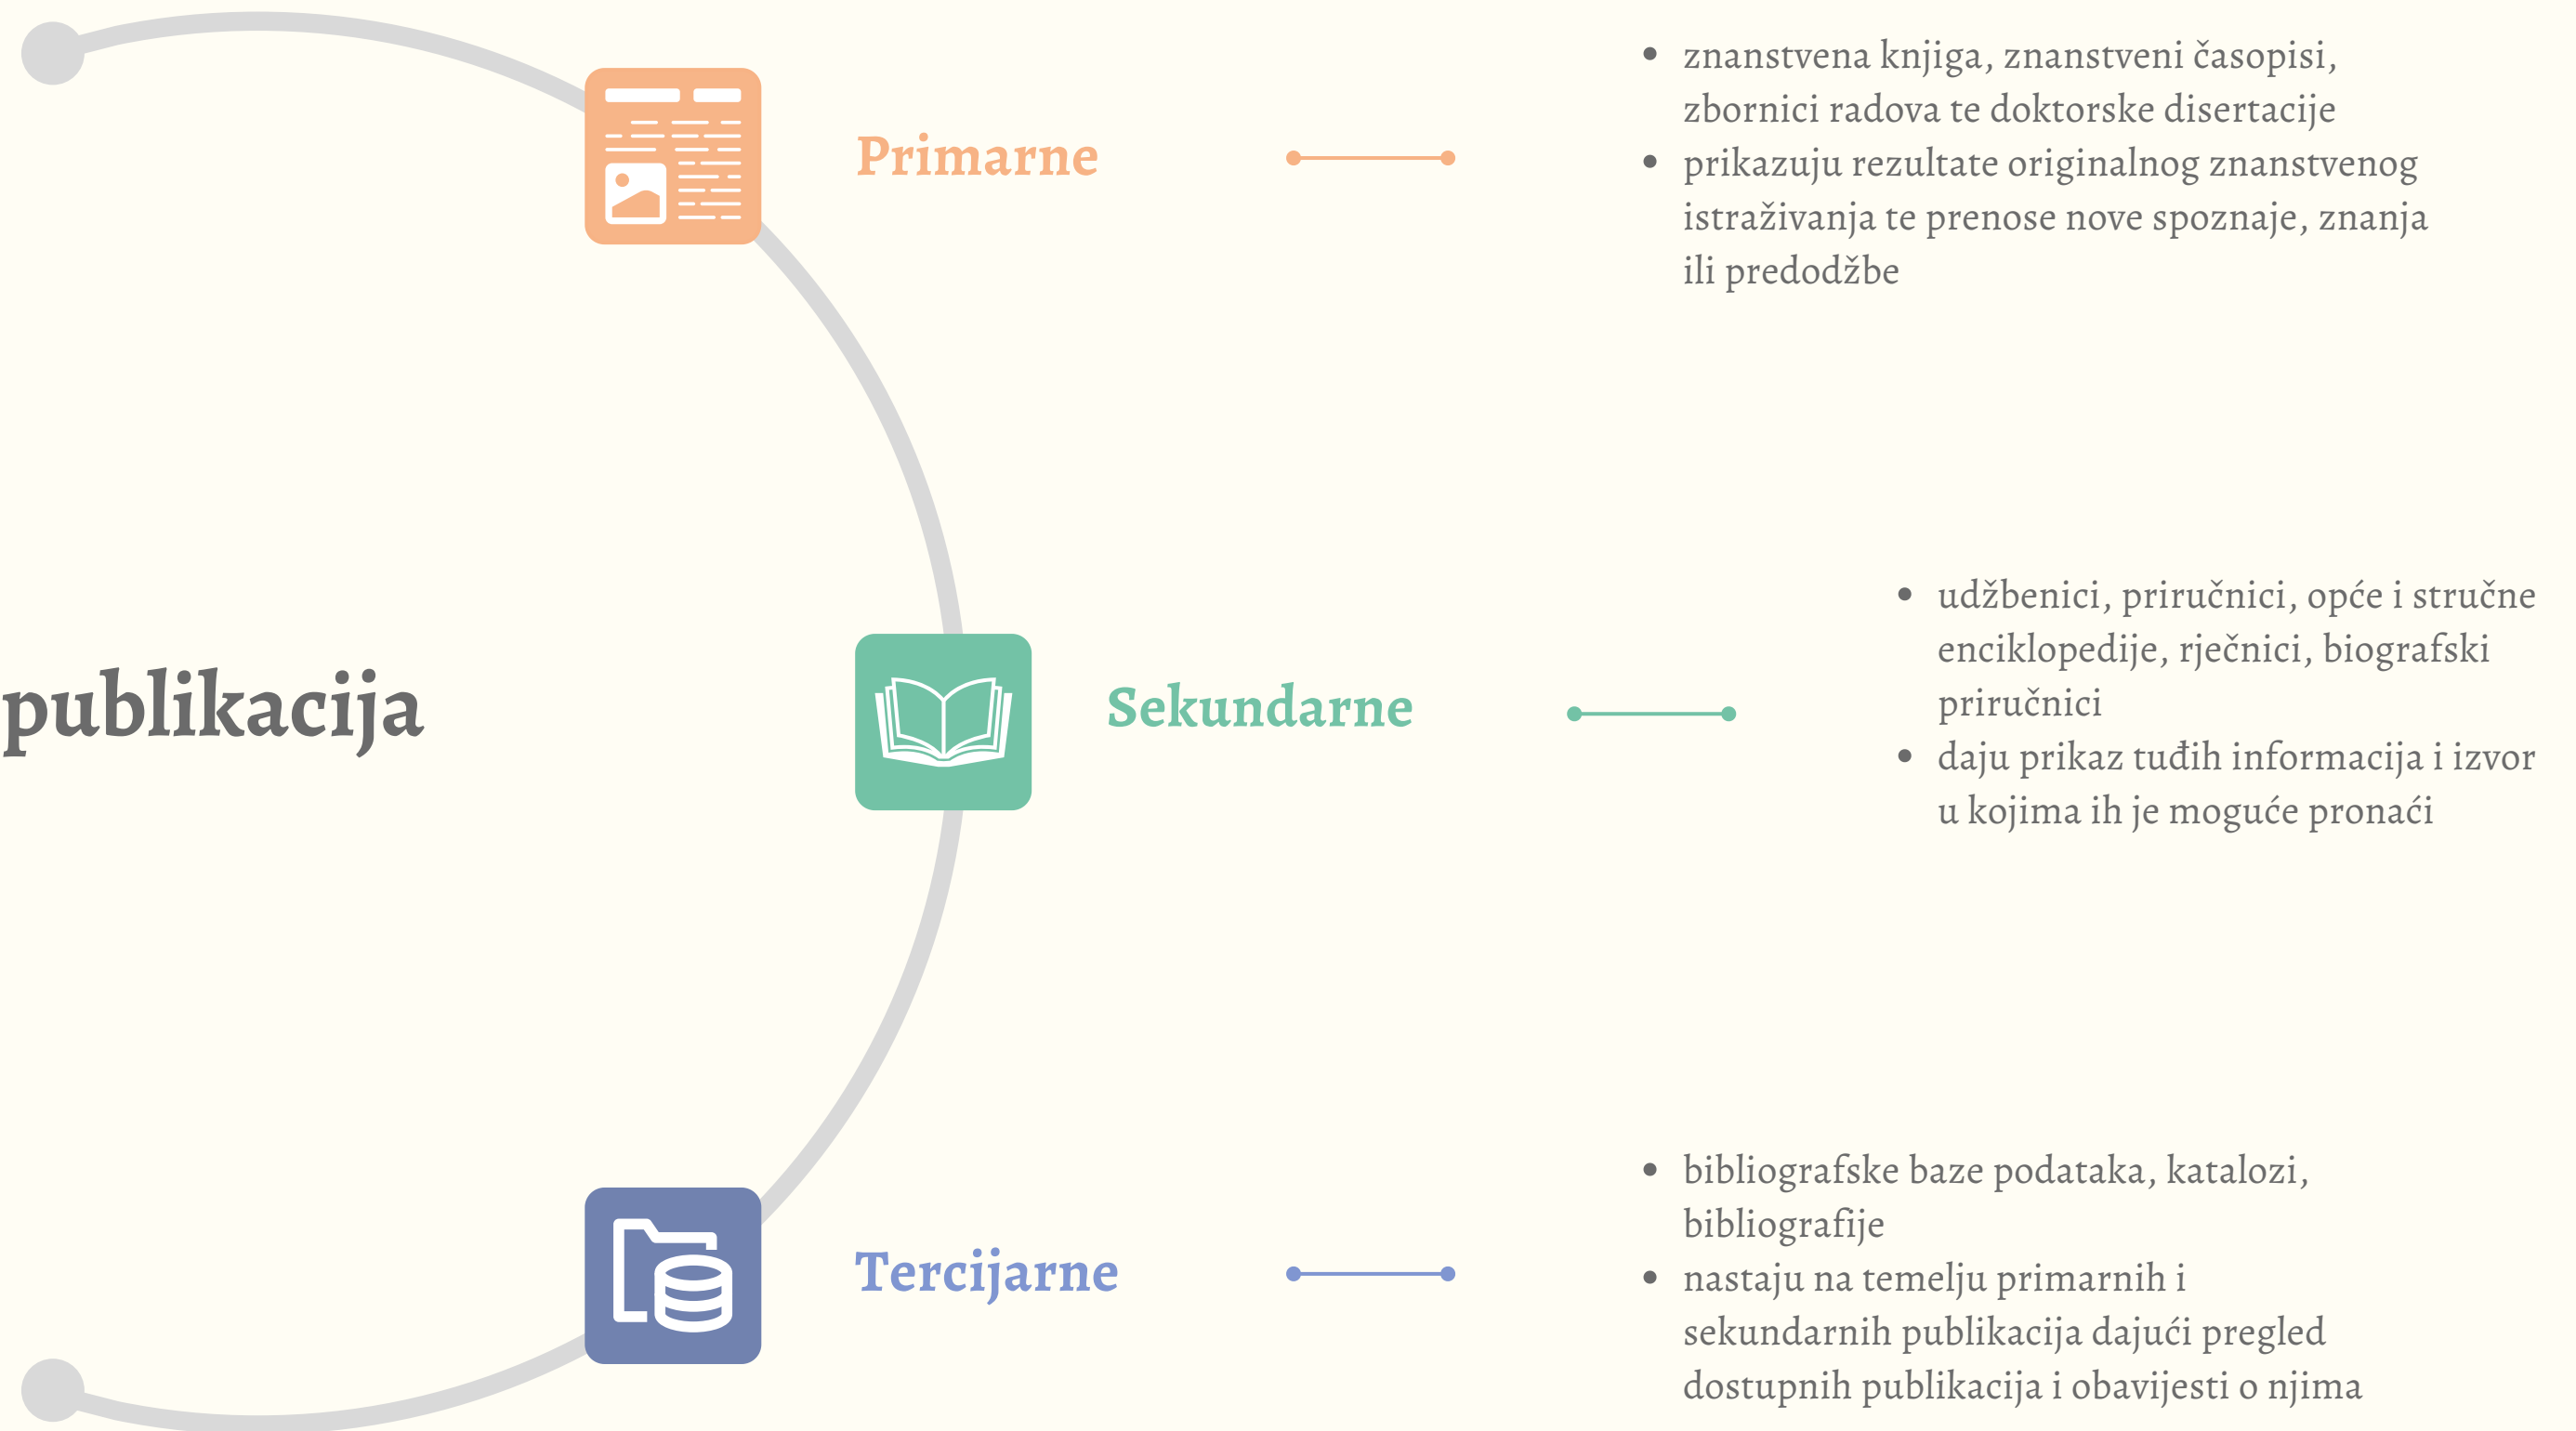 publikacija
Primarne
• znanstvena knjiga, znanstveni časopisi,
zbornici radova te doktorske disertacije
• prikazuju rezultate originalnog znanstvenog
istraživanja te prenose nove spoznaje, znanja
ili predodžbe
Sekundarne
• udžbenici, priručnici, opće i stručne
enciklopedije, rječnici, biografski
priručnici
• daju prikaz tuđih informacija i izvor
u kojima ih je moguće pronaći
Tercijarne
• bibliografske baze podataka, katalozi,
bibliografije
• nastaju na temelju primarnih i
sekundarnih publikacija dajući pregled
dostupnih publikacija i obavijesti o njima